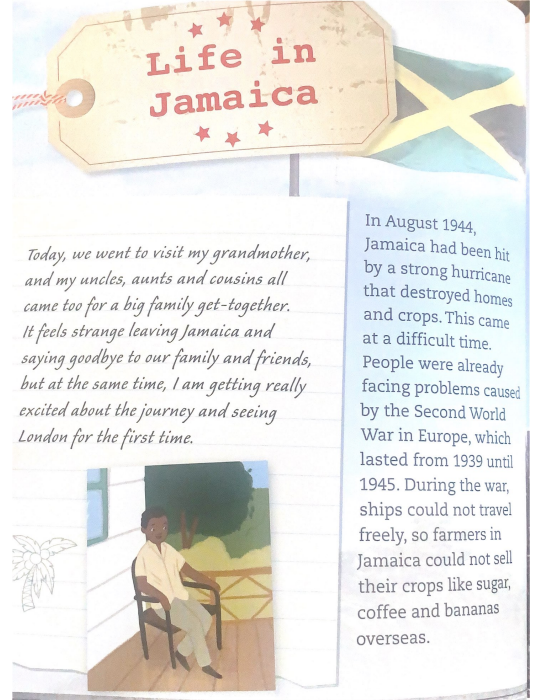 Life in
Jamaica
Today, we went to visit my grandmother,
and my uncles, aunts and cousins all
came too for a big family get-together.
It feels strange leaving Jamaica and
saying goodbye to our family and friends,
but at the same time, I am getting really
excited about the journey and seeing
London for the first time.
In August 1944,
Jamaica had been hit
by a strong hurricane
that destroyed homes
and crops. This came
at a difficult time.
People were already
facing problems caused
by the Second World
War in Europe, which
lasted from 1939 until
1945. During the war,
ships could not travel
freely, so farmers in
Jamaica could not sell
their crops like sugar,
coffee and bananas
overseas.